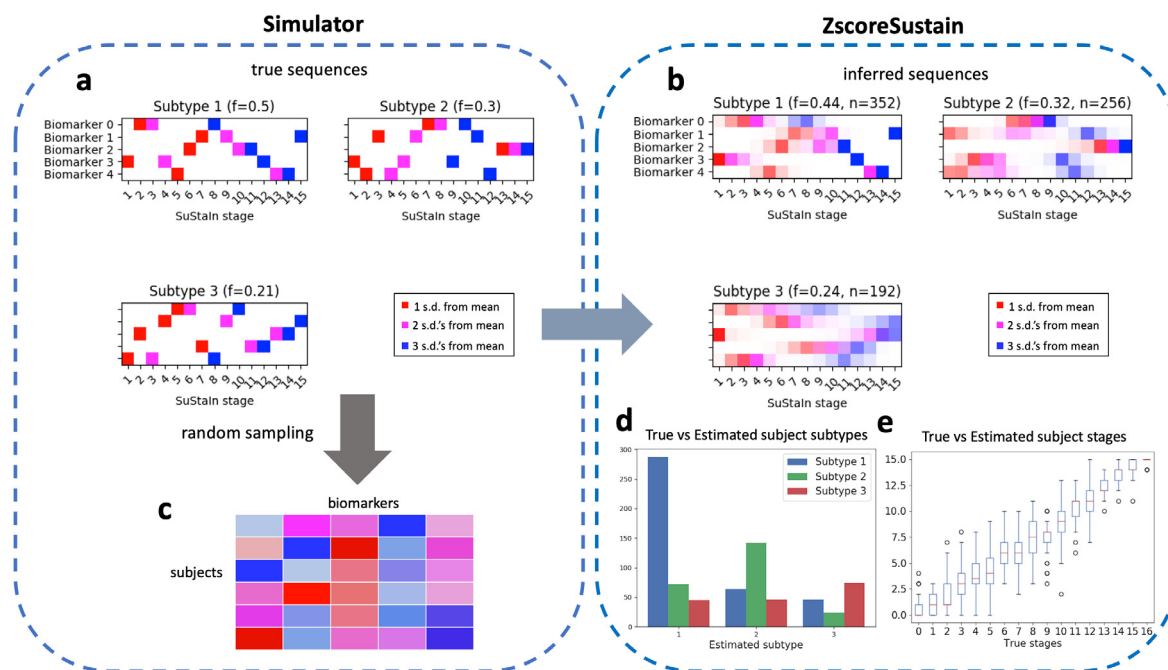 Simulator
ZscoreSustain
a
true sequences
Subtype 1 (f=0.5)
Subtype 2 (f=0.3)
Biomarker 0
Biomarker 1
Biomarker 2
Biomarker 3
Biomarker 4
1 2 3 4 5 6 7 8 9 10 11 12 13 14 15
1 2 3 4 5 6 7 8 9 10 11 12 13 14 15
SuStaIn stage
SuStaIn stage
Subtype 3 (f=0.21)
1 s.d. from mean
2 s.d.'s from mean
3 s.d.'s from mean
1 2 3 4 5 6 7 8 9 10 11 12 13 14 15
SuStaIn stage
random sampling
c
biomarkers
subjects
b
inferred sequences
Subtype 1 (f=0.44, n=352)
Subtype 2 (f=0.32, n=256)
Biomarker 0
Biomarker 1
Biomarker 2
Biomarker 3
Biomarker 4
1 2 3 4 5 6 7 8 9 10 11 12 13 14 15
1 2 3 4 5 6 7 8 9 10 11 12 13 14 15
SuStaIn stage
SuStaIn stage
Subtype 3 (f=0.24, n=192)
1 s.d. from mean
2 s.d.'s from mean
3 s.d.'s from mean
1 2 3 4 5 6 7 8 9 10 11 12 13 14 15
SuStaIn stage
d
True vs Estimated subject subtypes
300
250
200
150
100
50
0
Subtype 1
Subtype 2
Subtype 3
1 2 3
Estimated subtype
e
True vs Estimated subject stages
15.0
12.5
10.0
7.5
5.0
2.5
0.0
0 1 2 3 4 5 6 7 8 9 10 11 12 13 14 15 16
True stages